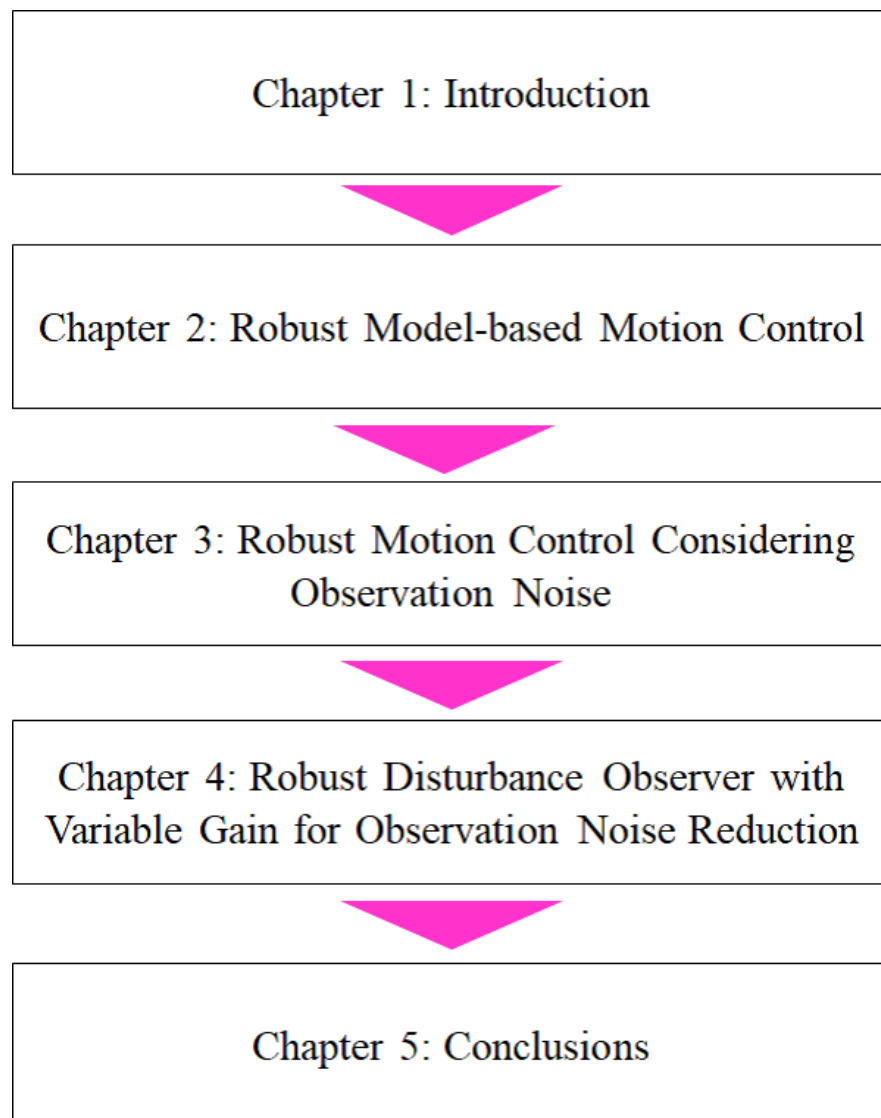 Chapter 1: Introduction
Chapter 2: Robust Model-based Motion Control
Chapter 3: Robust Motion Control Considering
Observation Noise
Chapter 4: Robust Disturbance Observer with
Variable Gain for Observation Noise Reduction
Chapter 5: Conclusions